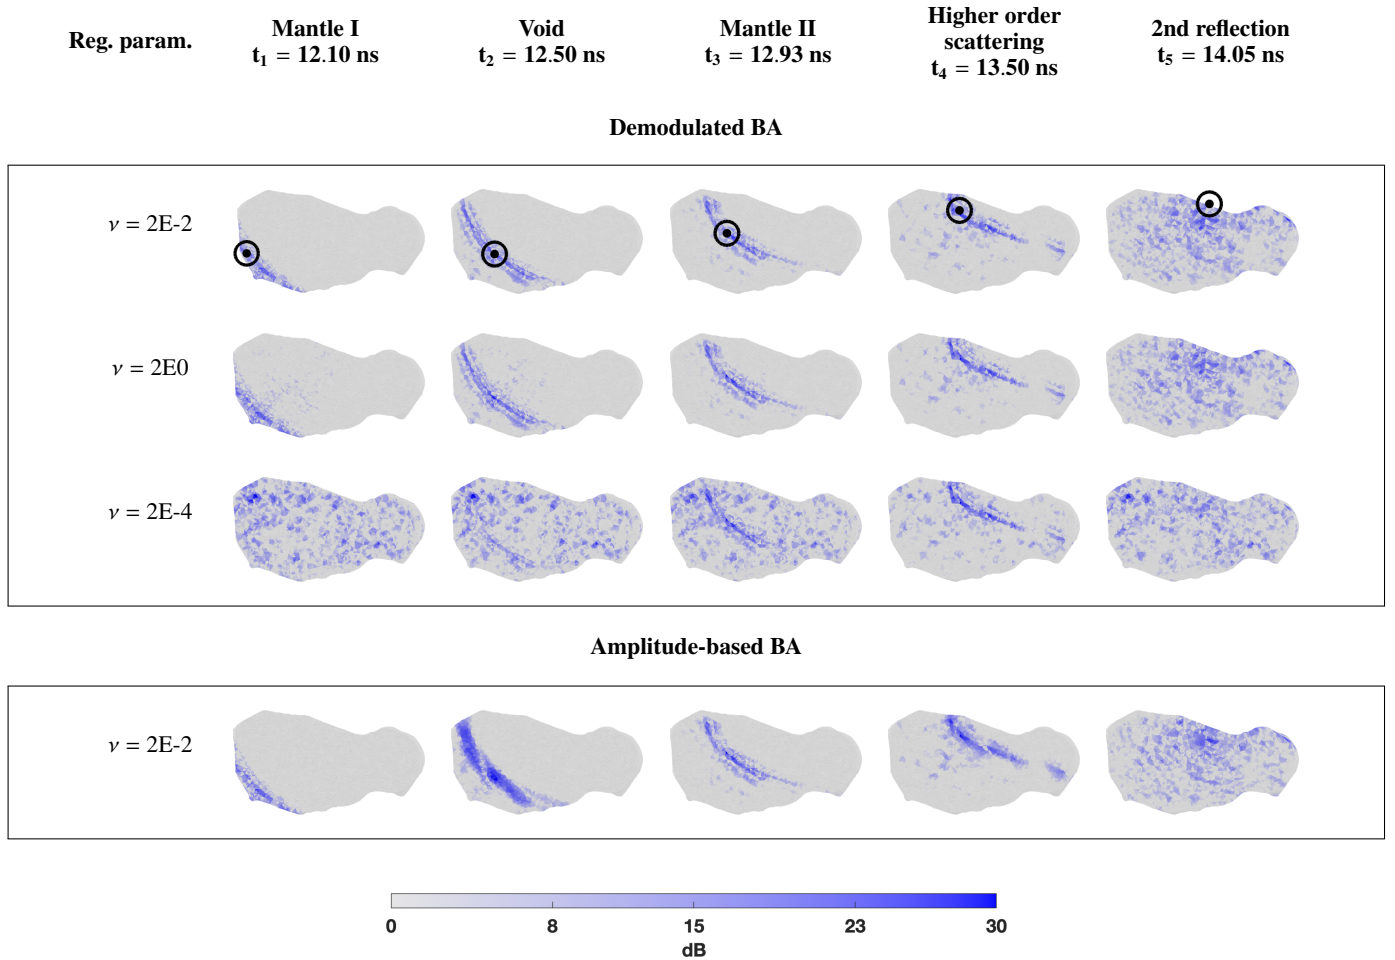 Reg. param.
Mantle I
t₁ = 12.10 ns
Void
t₂ = 12.50 ns
Mantle II
t₃ = 12.93 ns
Higher order
scattering
t₄ = 13.50 ns
2nd reflection
t₅ = 14.05 ns
Demodulated BA
ν = 2E-2
ν = 2E0
ν = 2E-4
Amplitude-based BA
ν = 2E-2
0 8 15 23 30
dB